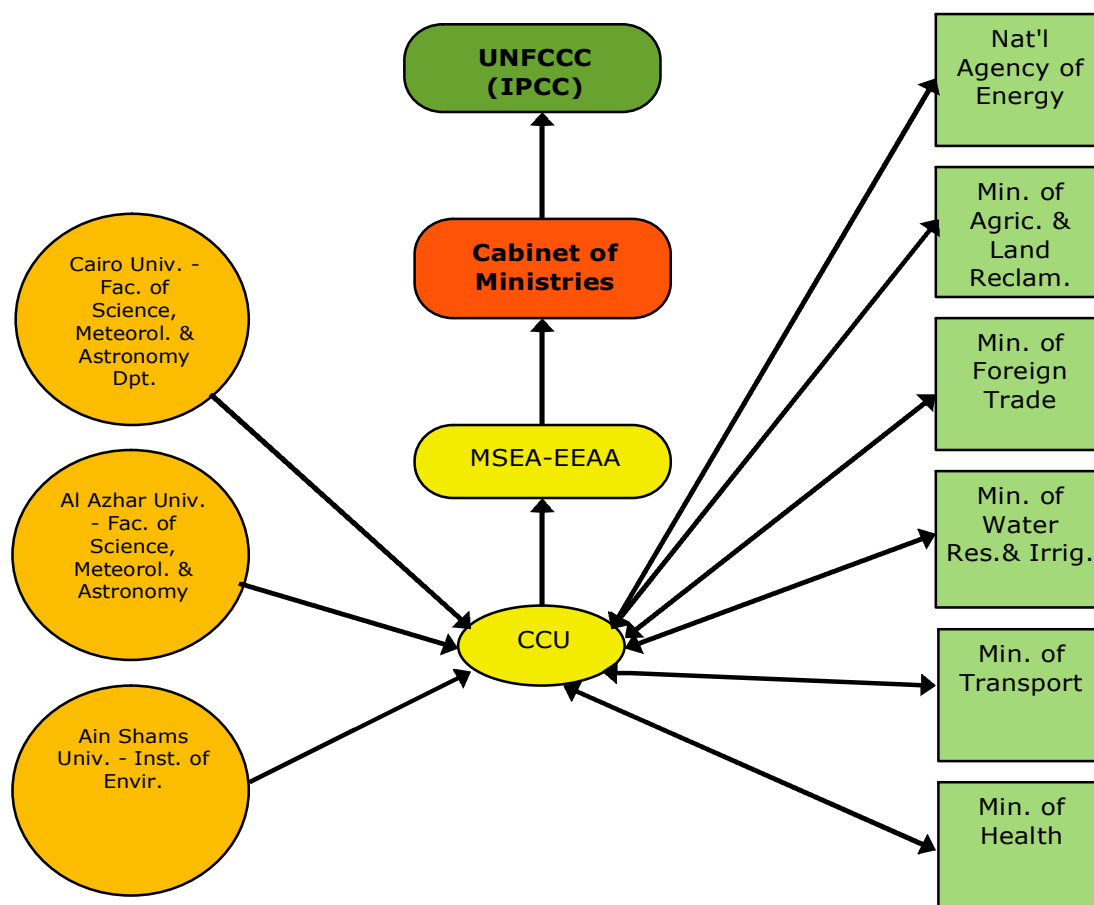 UNFCCC
(IPCC)
Cabinet of
Ministries
MSEA-EEAA
CCU
Cairo Univ. -
Fac. of
Science,
Meteorol. &
Astronomy
Dpt.
Al Azhar Univ.
- Fac. of
Science,
Meteorol. &
Astronomy
Ain Shams
Univ. - Inst. of
Envir.
Nat'l
Agency of
Energy
Min. of
Agric. &
Land
Reclam.
Min. of
Foreign
Trade
Min. of
Water
Res.& Irrig.
Min. of
Transport
Min. of
Health